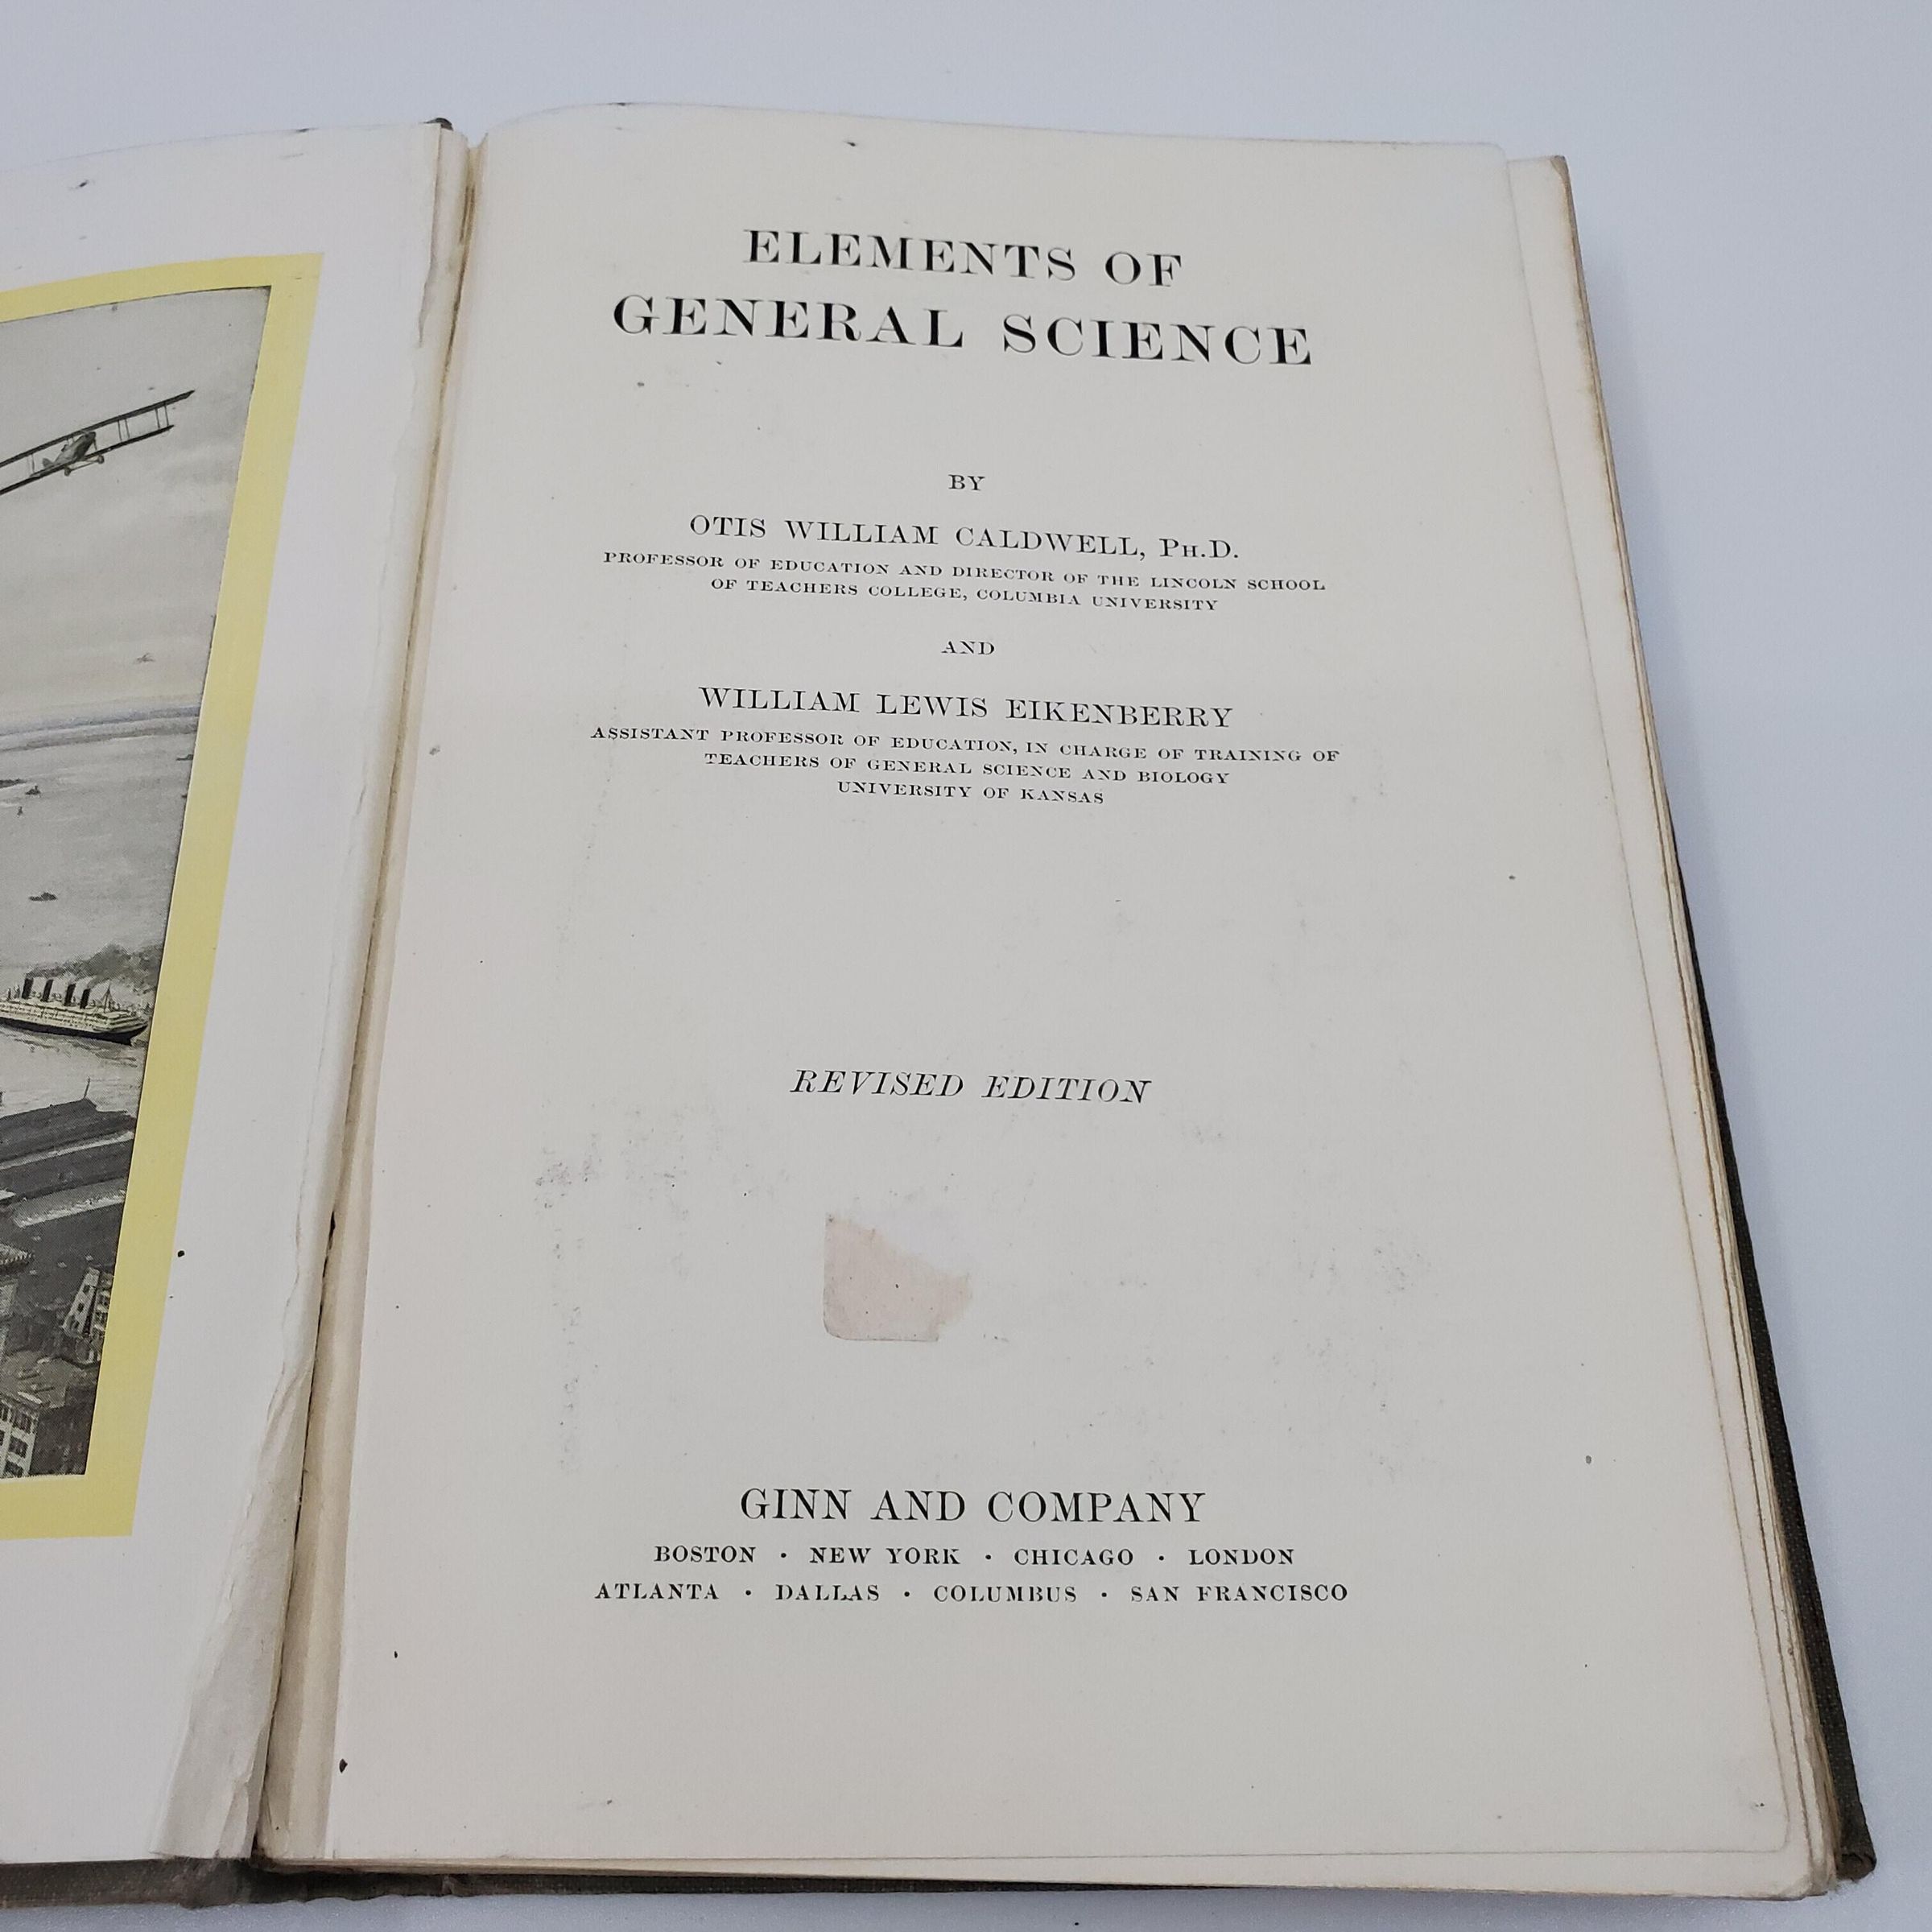 ELEMENTS OF
GENERAL SCIENCE
BY
OTIS WILLIAM CALDWELL, Ph.D.
PROFESSOR OF EDUCATION AND DIRECTOR OF THE LINCOLN SCHOOL
OF TEACHERS COLLEGE, COLUMBIA UNIVERSITY
AND
WILLIAM LEWIS EIKENBERRY
ASSISTANT PROFESSOR OF EDUCATION, IN CHARGE OF TRAINING OF
TEACHERS OF GENERAL SCIENCE AND BIOLOGY
UNIVERSITY OF KANSAS
REVISED EDITION
GINN AND COMPANY
BOSTON · NEW YORK · CHICAGO · LONDON
ATLANTA · DALLAS · COLUMBUS · SAN FRANCISCO